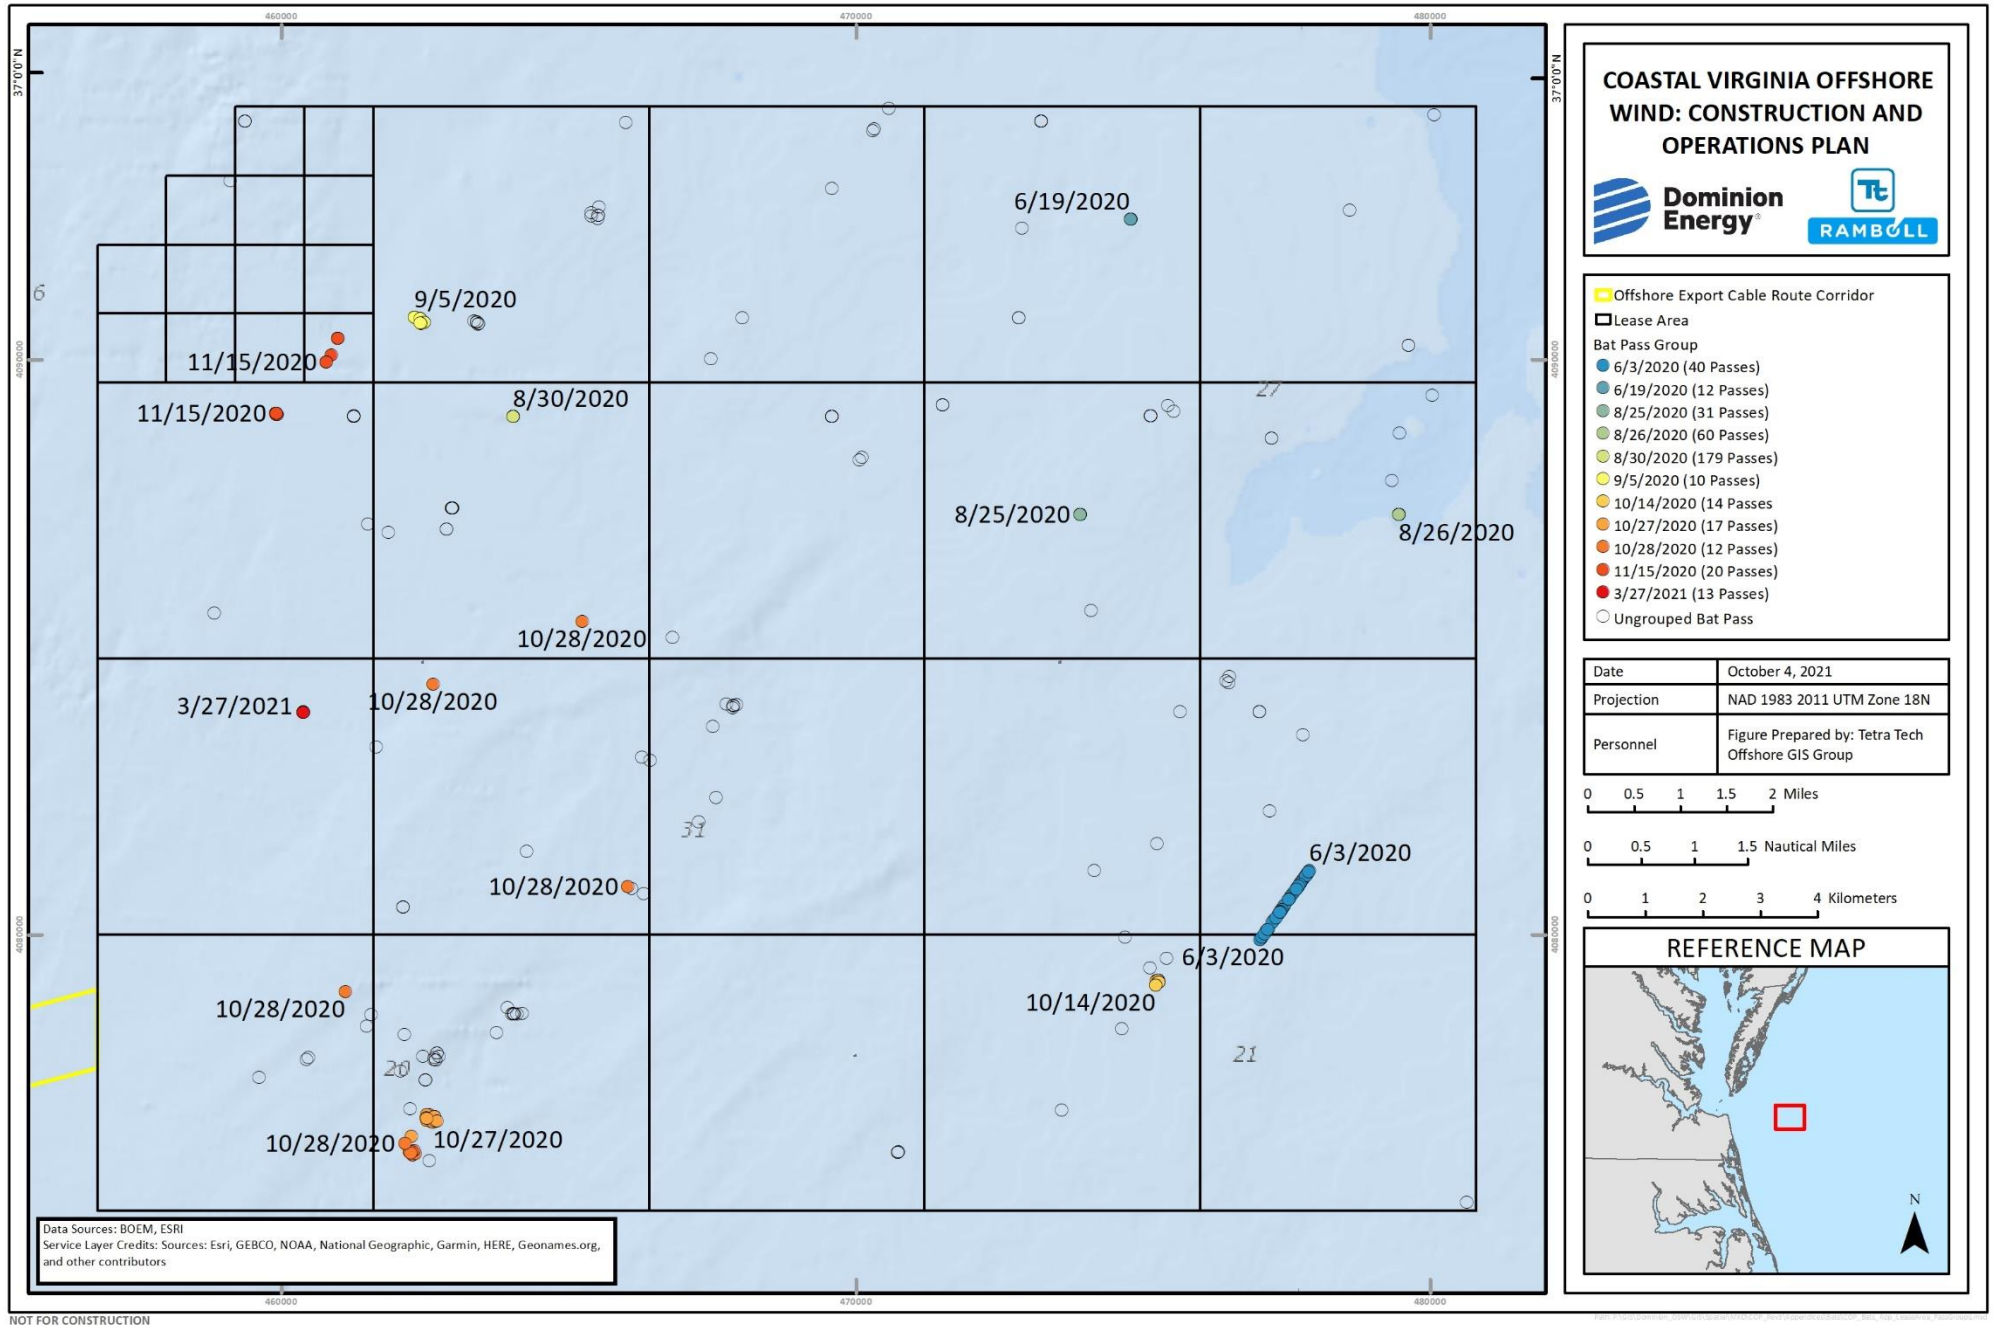 460000
470000
480000
37°0'0"N
37°0'0"N
6/19/2020
6
9/5/2020
11/15/2020
4090000
4090000
27
8/30/2020
11/15/2020
8/25/2020
8/26/2020
10/28/2020
3/27/2021
10/28/2020
31
6/3/2020
10/28/2020
4080000
4080000
6/3/2020
10/14/2020
10/28/2020
21
20
10/28/2020
10/27/2020
Data Sources: BOEM, ESRI
Service Layer Credits: Sources: Esri, GEBCO, NOAA, National Geographic, Garmin, HERE, Geonames.org,
and other contributors
460000
470000
480000
NOT FOR CONSTRUCTION
COASTAL VIRGINIA OFFSHORE
WIND: CONSTRUCTION AND
OPERATIONS PLAN
Dominion
Energy®
Tt
RAMBOLL
Offshore Export Cable Route Corridor
Lease Area
Bat Pass Group
6/3/2020 (40 Passes)
6/19/2020 (12 Passes)
8/25/2020 (31 Passes)
8/26/2020 (60 Passes)
8/30/2020 (179 Passes)
9/5/2020 (10 Passes)
10/14/2020 (14 Passes
10/27/2020 (17 Passes)
10/28/2020 (12 Passes)
11/15/2020 (20 Passes)
3/27/2021 (13 Passes)
Ungrouped Bat Pass
Date October 4, 2021
Projection NAD 1983 2011 UTM Zone 18N
Personnel Figure Prepared by: Tetra Tech
Offshore GIS Group
0 0.5 1 1.5 2 Miles
0 0.5 1 1.5 Nautical Miles
0 1 2 3 4 Kilometers
REFERENCE MAP
N